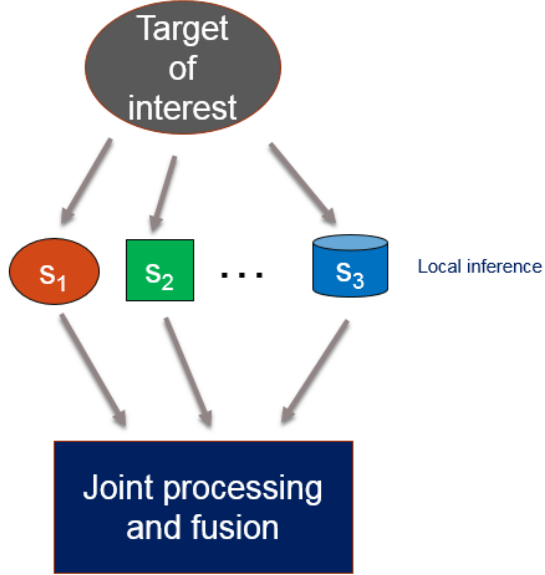 Target
of
interest
s₁ s₂ ... s₃ Local inference
Joint processing
and fusion